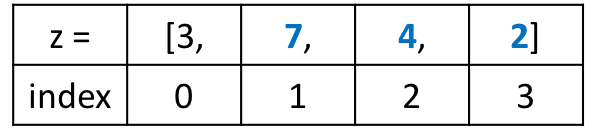 z = [3, 7, 4, 2]
index 0 1 2 3